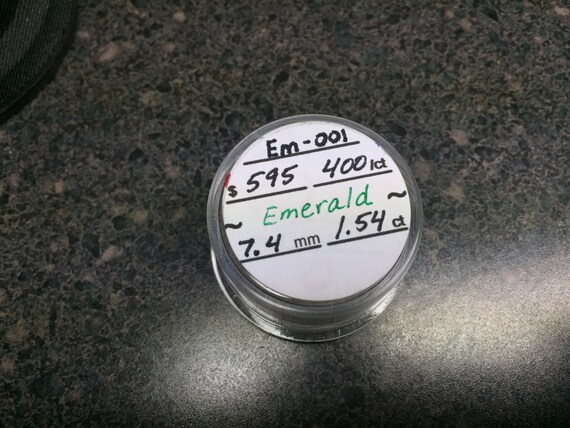 Em-001
$ 595 400/ct
~ Emerald ~
7.4 mm 1.54 ct